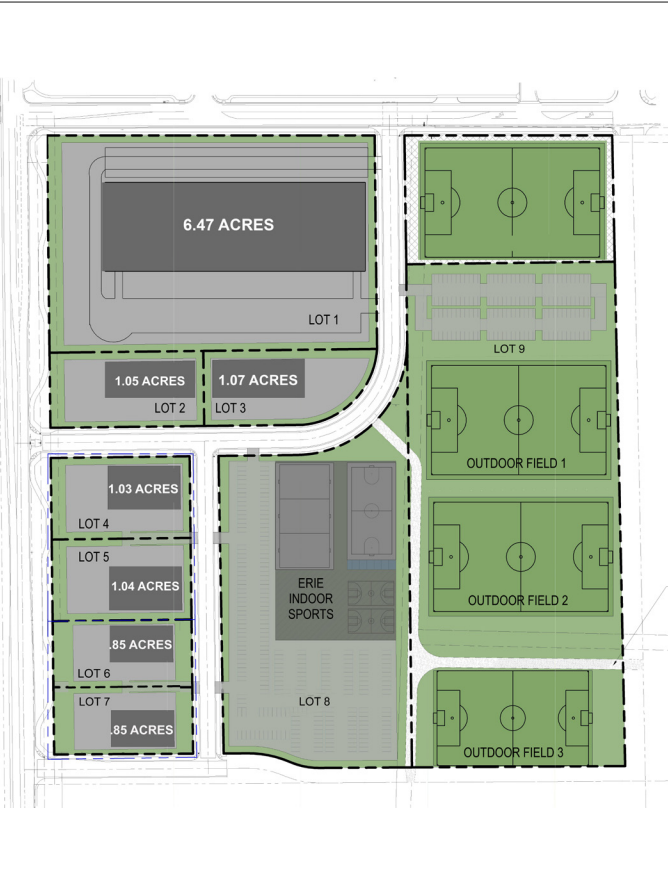 6.47 ACRES
LOT 1
1.05 ACRES
LOT 2
1.07 ACRES
LOT 3
LOT 9
OUTDOOR FIELD 1
1.03 ACRES
LOT 4
LOT 5
1.04 ACRES
.85 ACRES
LOT 6
LOT 7
.85 ACRES
ERIE
INDOOR
SPORTS
LOT 8
OUTDOOR FIELD 2
OUTDOOR FIELD 3